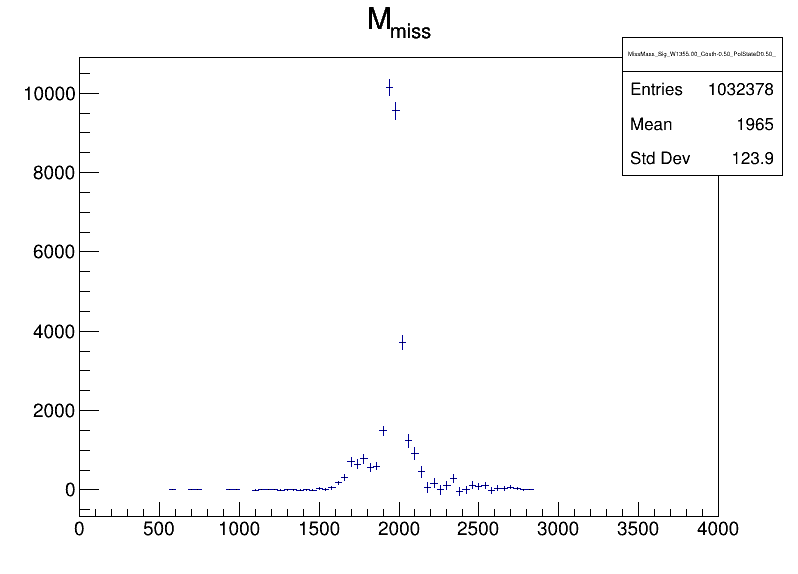 M_miss
MissMass_Sig_W1355.00_Costh-0.50_PolStateD0.50_
Entries 1032378
Mean 1965
Std Dev 123.9
10000
8000
6000
4000
2000
0
0 500 1000 1500 2000 2500 3000 3500 4000